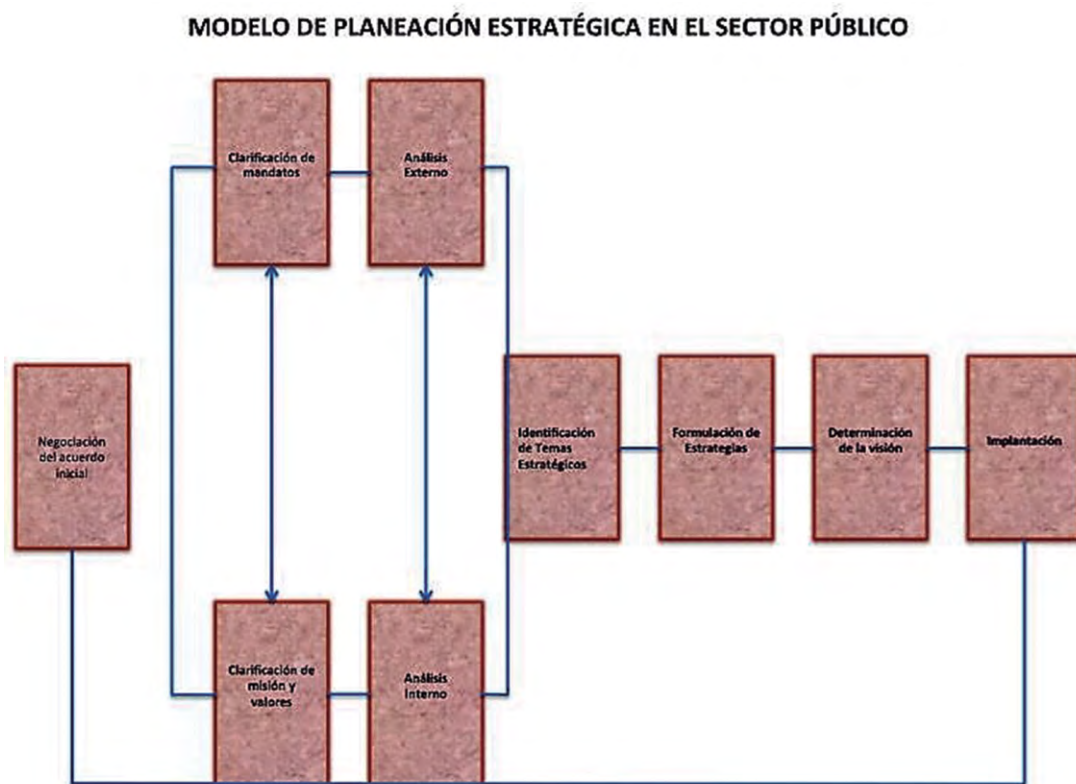 MODELO DE PLANEACIÓN ESTRATÉGICA EN EL SECTOR PÚBLICO
Clarificación de
mandatos
Análisis
Externo
Negociación
del acuerdo
inicial
Identificación
de Temas
Estratégicos
Formulación de
Estrategias
Determinación
de la visión
Implantación
Clarificación de
misión y
valores
Análisis
Interno